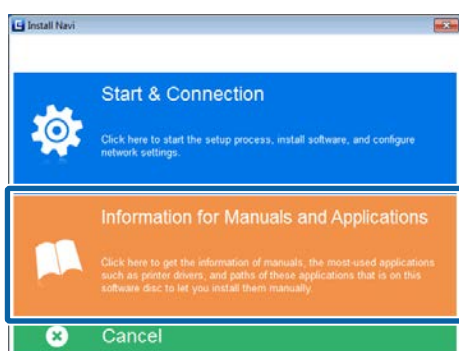 Install Navi
Start & Connection
Click here to start the setup process, install software, and configure
network settings.
Information for Manuals and Applications
Click here to get the information of manuals, the most-used applications
such as printer drivers, and paths of these applications that is on this
software disc to let you install them manually.
Cancel